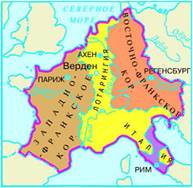 СЕВЕРНОЕ
МОРЕ
АХЕН
Верден
ПАРИЖ
РЕГЕНСБУРГ
ВОСТОЧНО-ФРАНКСКОЕ
КОР.
ЛОТАРИНГИЯ
ЗАПАДНО-
ФРАНКСКОЕ
КОР.
ИТАЛИЯ
РИМ